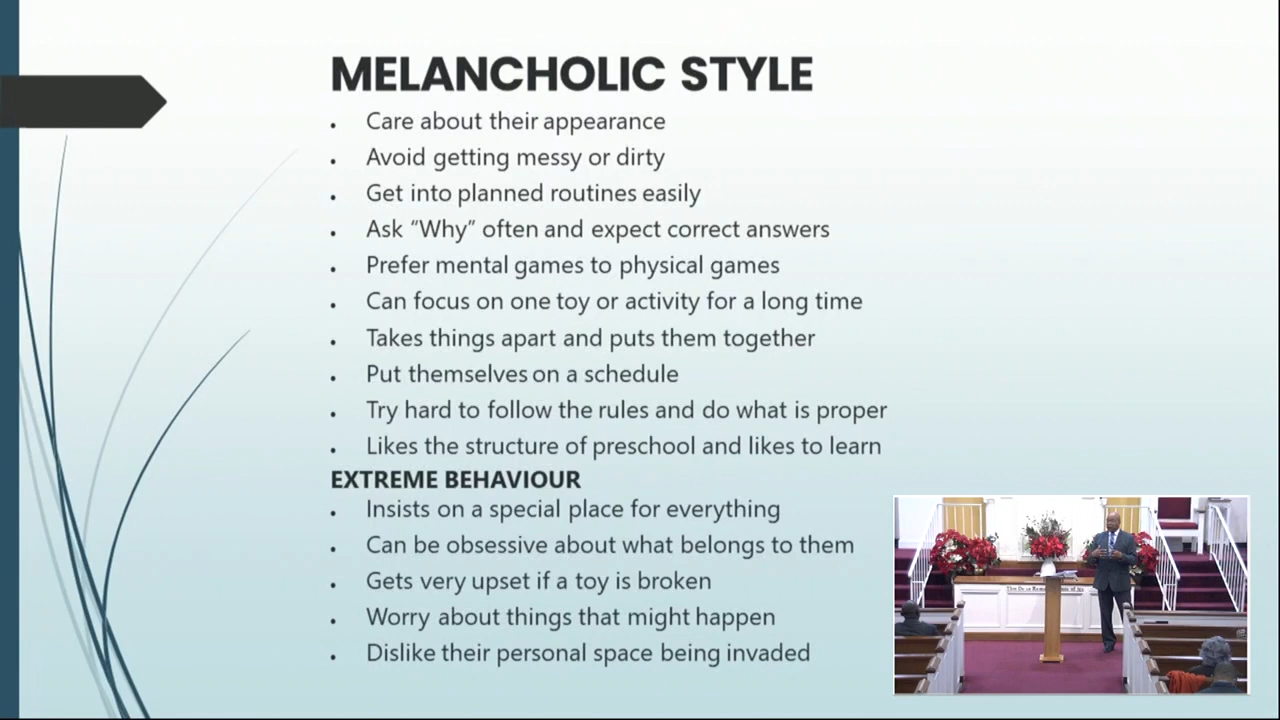 MELANCHOLIC STYLE
• Care about their appearance
• Avoid getting messy or dirty
• Get into planned routines easily
• Ask “Why” often and expect correct answers
• Prefer mental games to physical games
• Can focus on one toy or activity for a long time
• Takes things apart and puts them together
• Put themselves on a schedule
• Try hard to follow the rules and do what is proper
• Likes the structure of preschool and likes to learn
EXTREME BEHAVIOUR
• Insists on a special place for everything
• Can be obsessive about what belongs to them
• Gets very upset if a toy is broken
• Worry about things that might happen
• Dislike their personal space being invaded